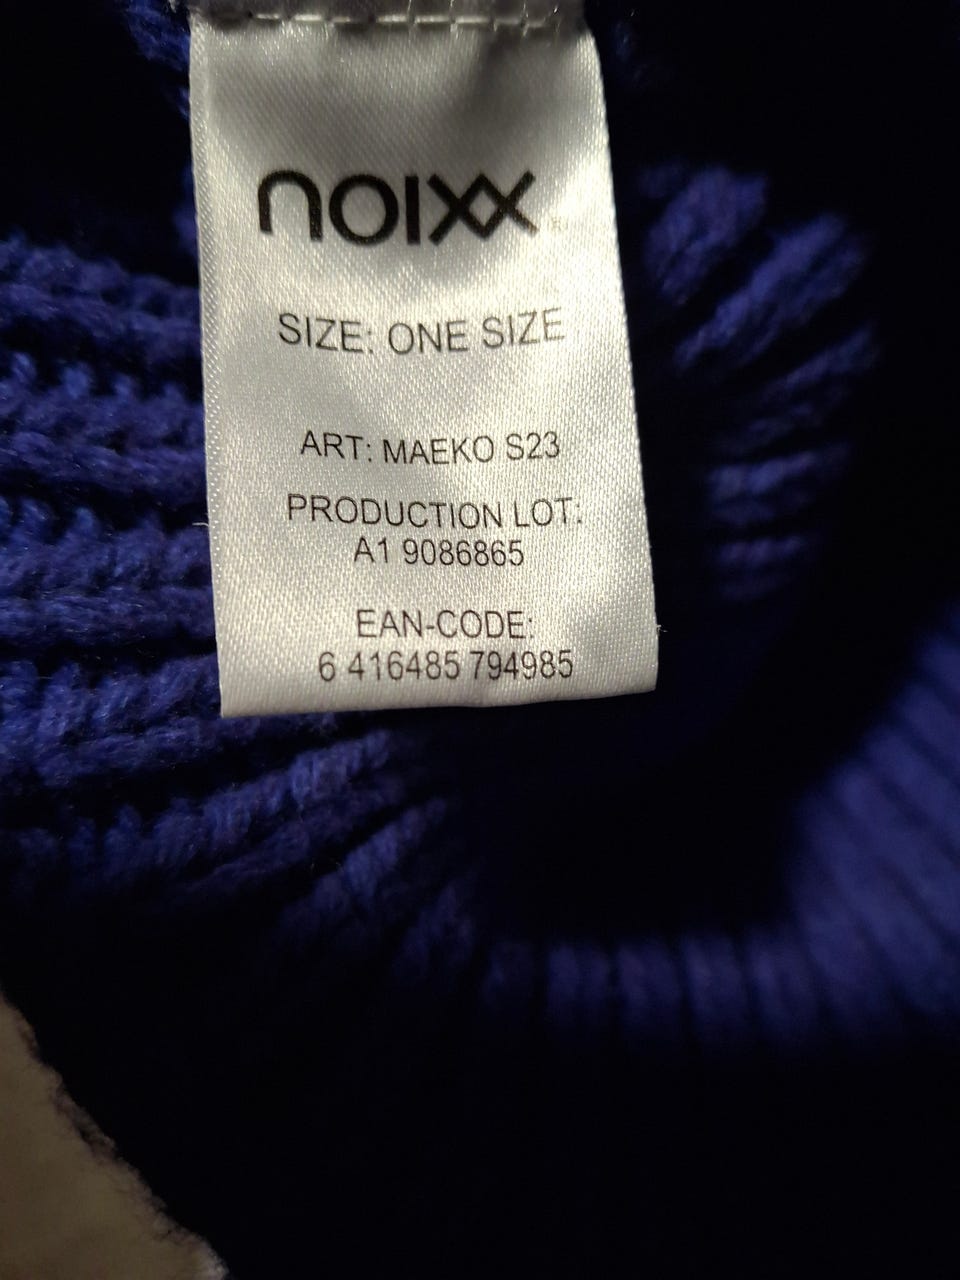 noixx
SIZE: ONE SIZE
ART: MAEKO S23
PRODUCTION LOT:
A1 9086865
EAN-CODE:
6 416485 794985